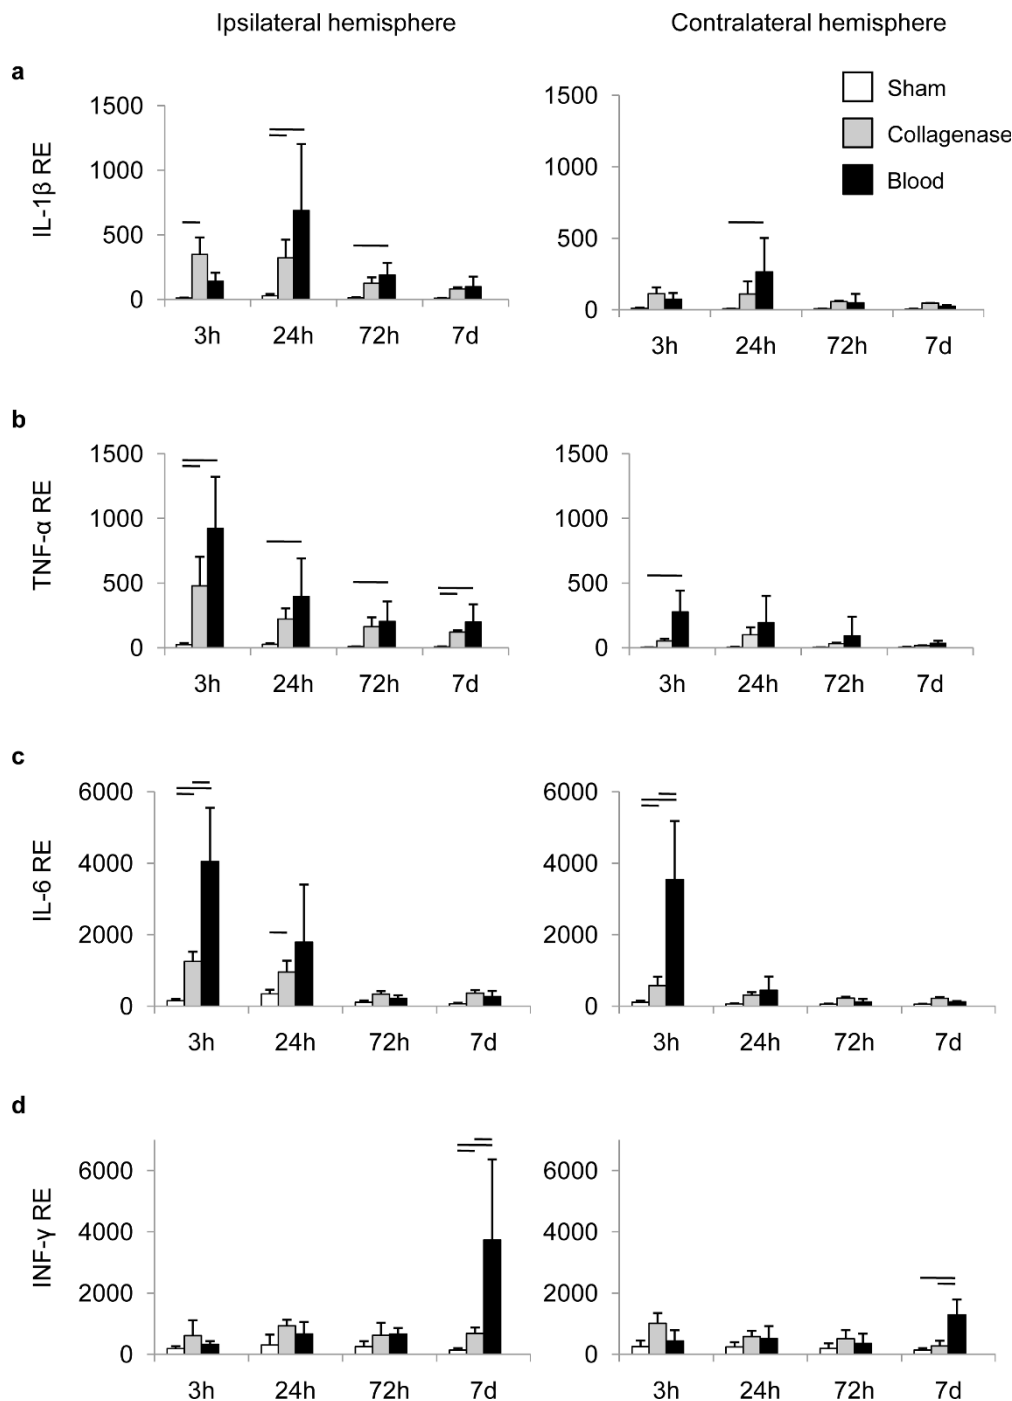 Ipsilateral hemisphere
Contralateral hemisphere
a
IL-1β RE
1500
1000
500
0
3h 24h 72h 7d
1500
1000
500
0
3h 24h 72h 7d
Sham
Collagenase
Blood
b
TNF-α RE
1500
1000
500
0
3h 24h 72h 7d
1500
1000
500
0
3h 24h 72h 7d
c
IL-6 RE
6000
4000
2000
0
3h 24h 72h 7d
6000
4000
2000
0
3h 24h 72h 7d
d
INF-γ RE
6000
4000
2000
0
3h 24h 72h 7d
6000
4000
2000
0
3h 24h 72h 7d